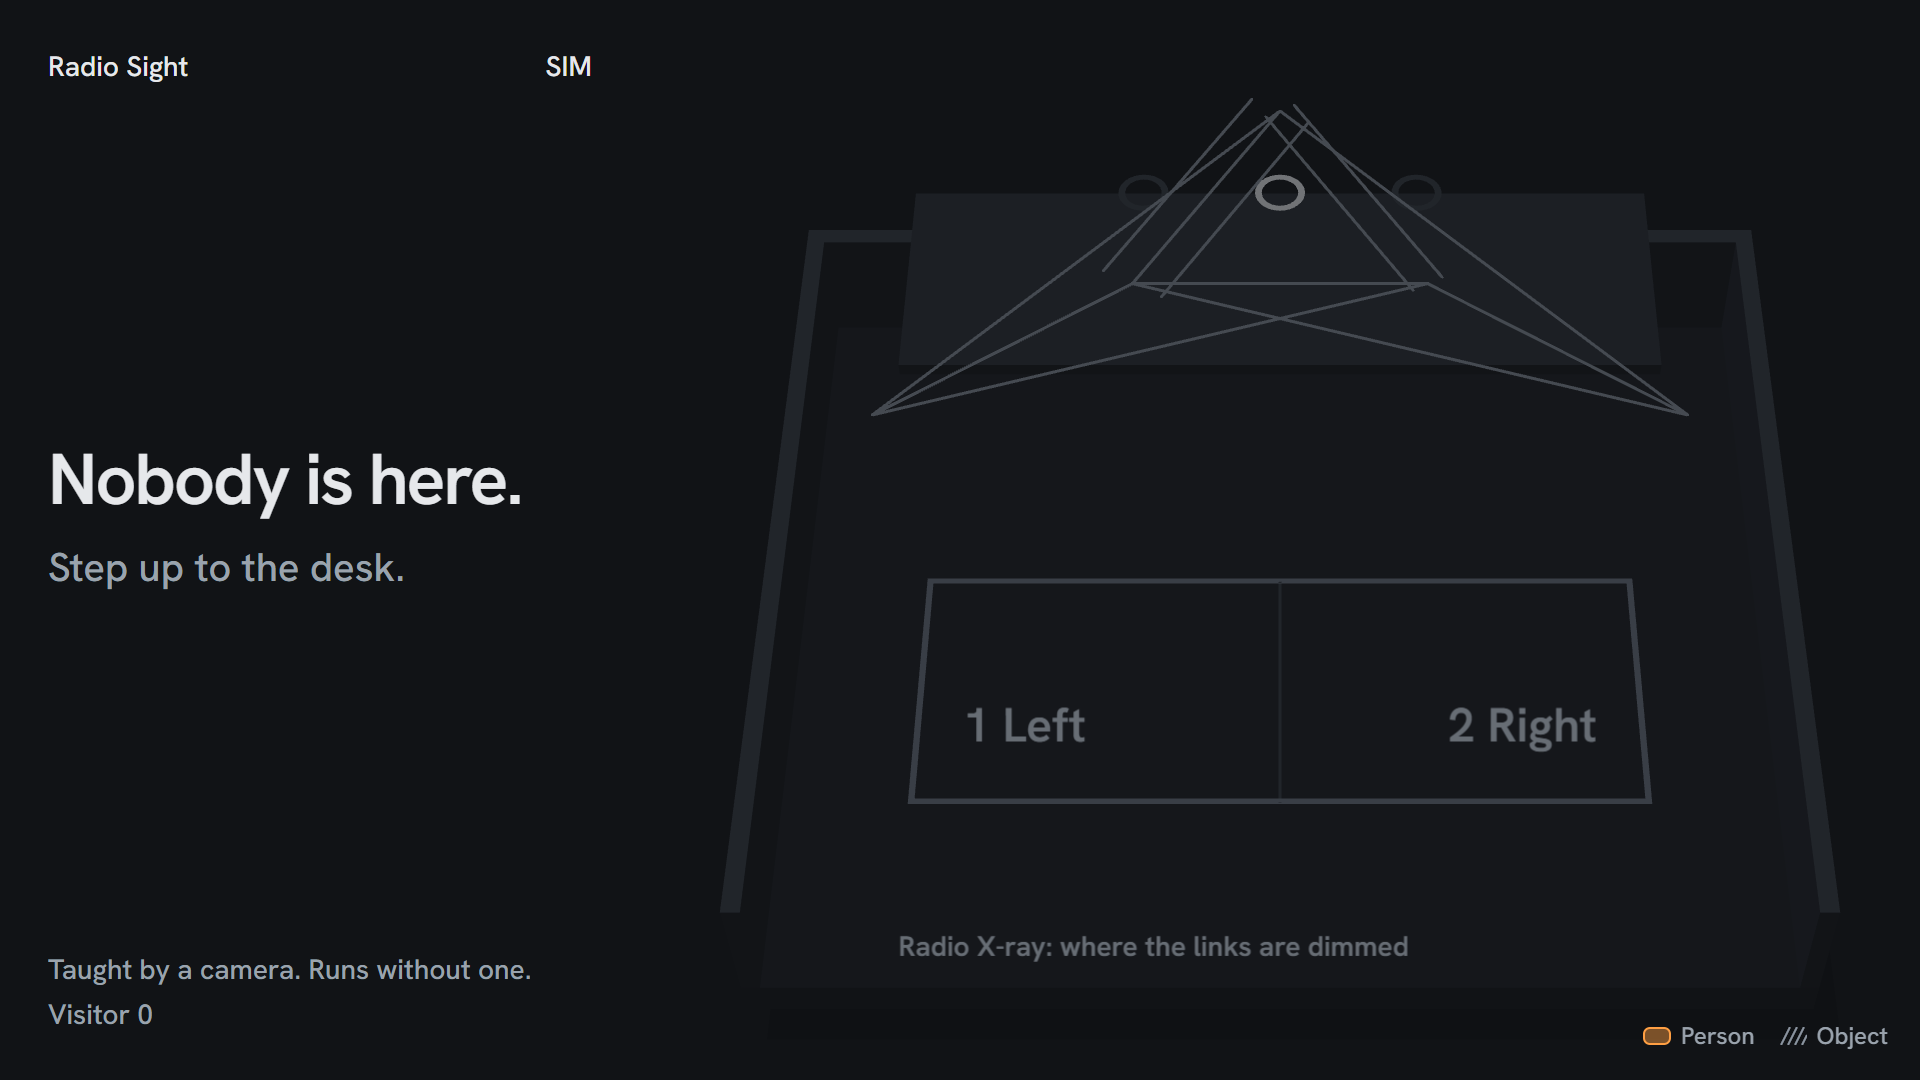 Radio Sight
SIM
Nobody is here.
Step up to the desk.
1 Left
2 Right
Radio X-ray: where the links are dimmed
Taught by a camera. Runs without one.
Visitor 0
Person
Object